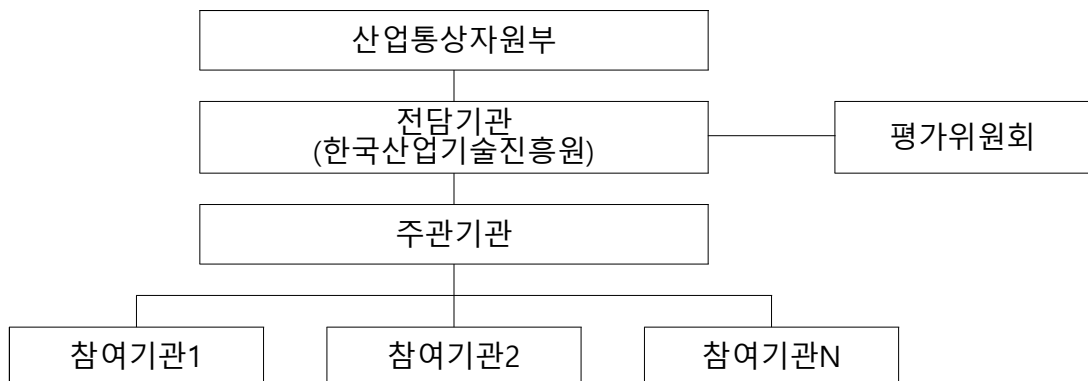 산업통상자원부
전담기관
(한국산업기술진흥원)
평가위원회
주관기관
참여기관1
참여기관2
참여기관N